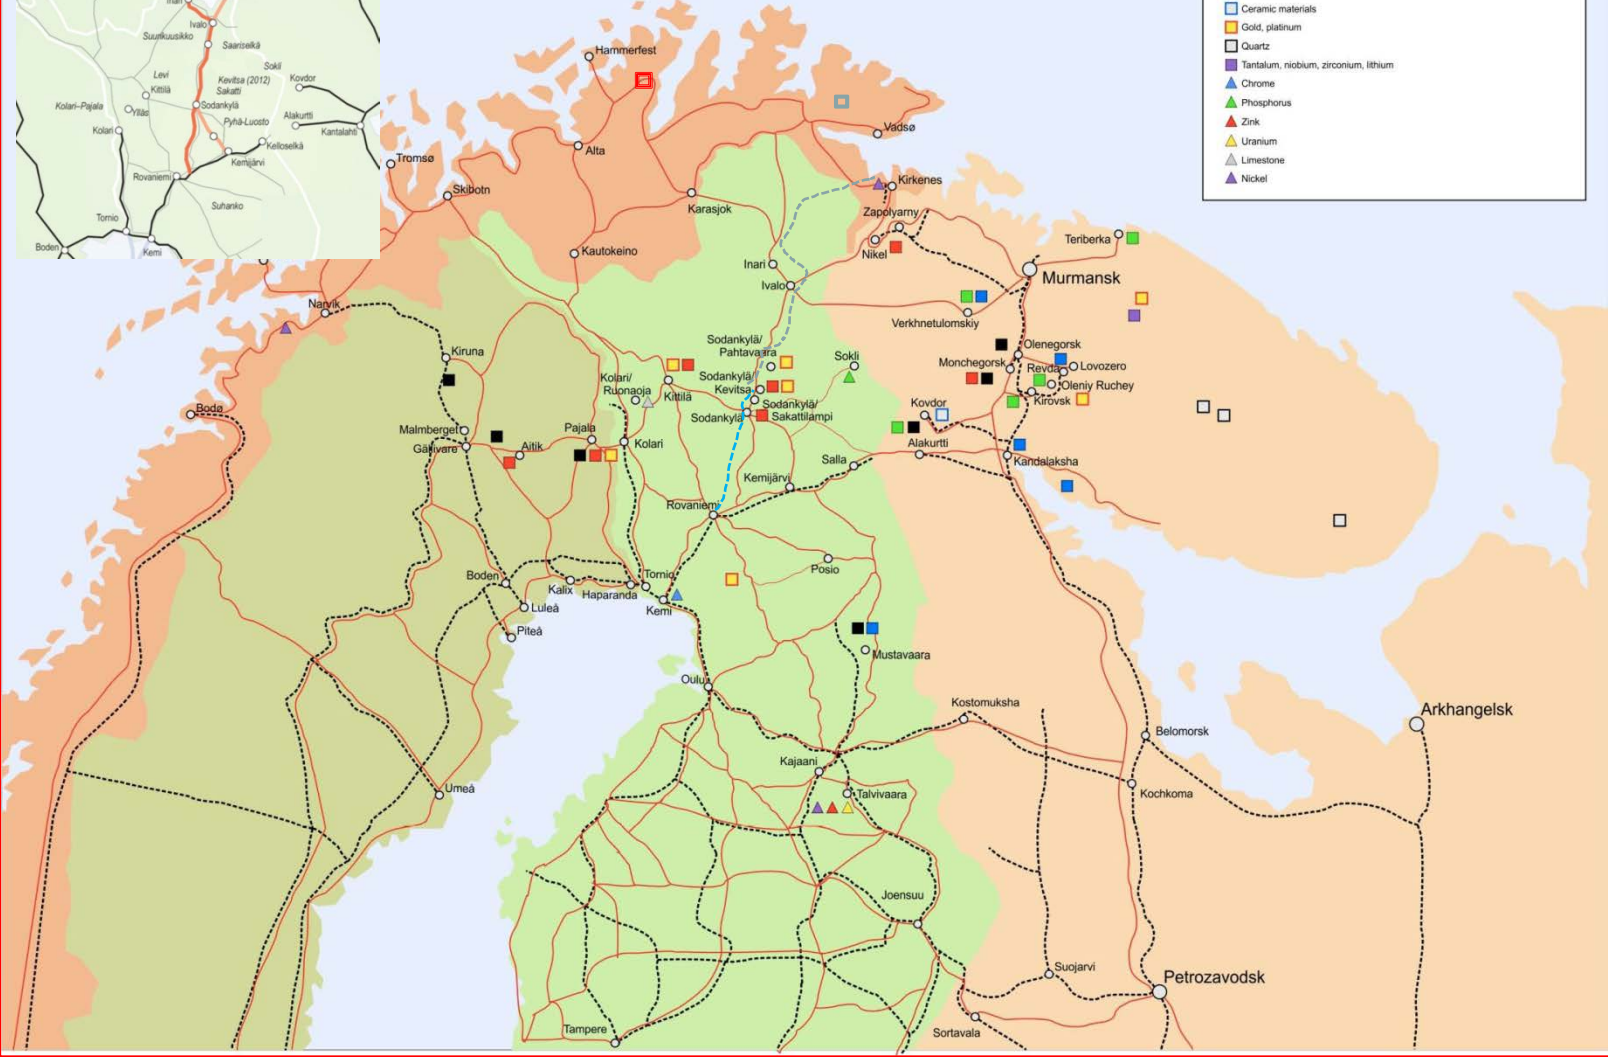 Inari
Ivalo
Suurikuusikko
Saariselkä
Sokli
Levi
Kittilä
Kevitsa (2012)
Sakatti
Kovdor
Kolari–Pajala
Ylläs
Sodankylä
Alakurtti
Kolari
Pyhä-Luosto
Kantalahti
Kelloselkä
Kemijärvi
Rovaniemi
Suhanko
Tornio
Boden
Kemi
Ceramic materials
Gold, platinum
Quartz
Tantalum, niobium, zirconium, lithium
Chrome
Phosphorus
Zink
Uranium
Limestone
Nickel
Hammerfest
Vadsø
Alta
Tromsø
Skibotn
Karasjok
Kirkenes
Zapolyarny
Nikel
Teriberka
Kautokeino
Inari
Ivalo
Murmansk
Narvik
Verkhnetulomskiy
Kiruna
Sodankylä/
Pahtavaara
Sokli
Olenegorsk
Monchegorsk
Revda
Lovozero
Oleniy Ruchey
Kirovsk
Kolari/
Ruonaoja
Kittilä
Sodankylä/
Kevitsa
Sodankylä/
Sakattilampi
Sodankylä
Kovdor
Bodø
Malmberget
Gällivare
Aitik
Pajala
Kolari
Alakurtti
Kandalaksha
Salla
Kemijärvi
Rovaniemi
Posio
Boden
Kalix
Haparanda
Tornio
Kemi
Luleå
Piteå
Mustavaara
Oulu
Kostomuksha
Arkhangelsk
Belomorsk
Kajaani
Talvivaara
Kochkoma
Umeå
Joensuu
Suojarvi
Petrozavodsk
Tampere
Sortavala